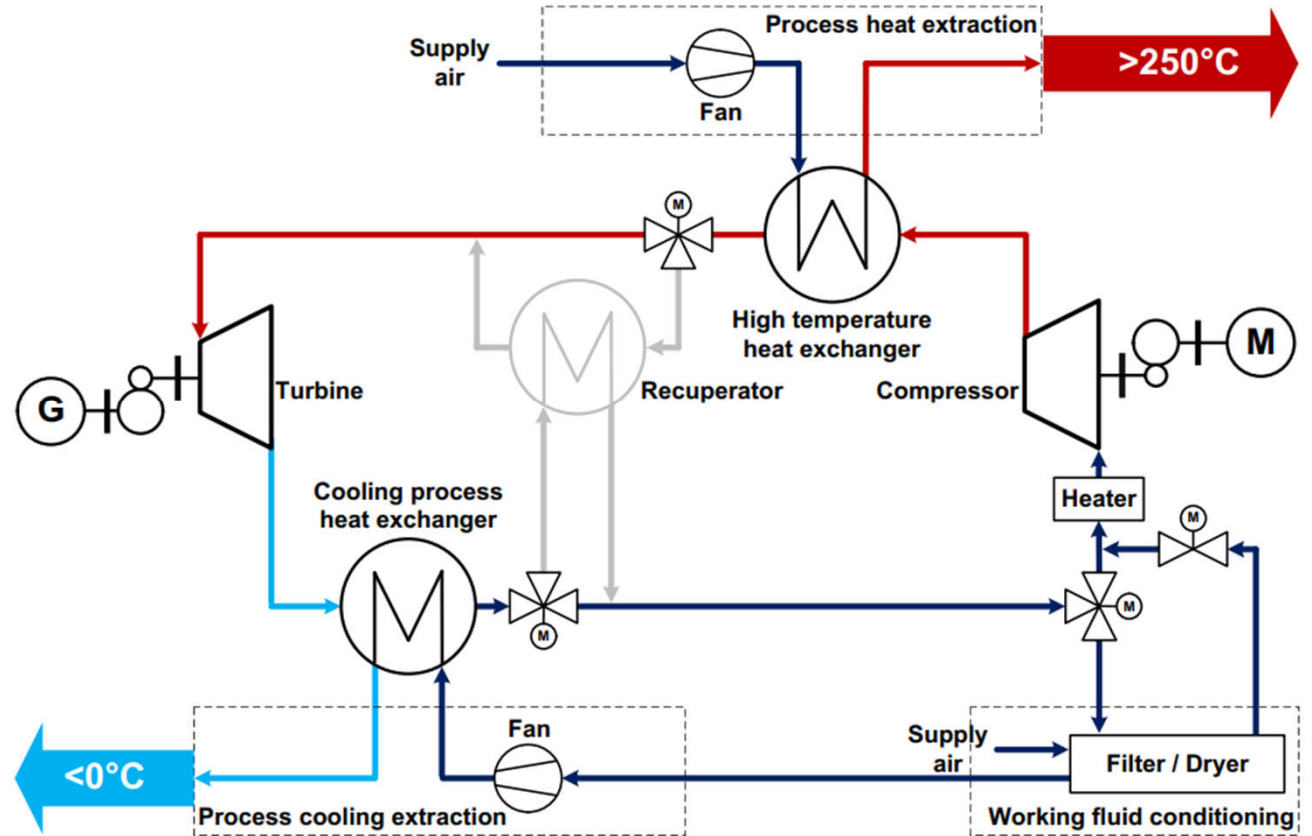 Process heat extraction
Supply
air
>250°C
Fan
M
High temperature
heat exchanger
M
G
Turbine
Recuperator
Compressor
Cooling process
heat exchanger
Heater
M
M
M
Fan
Supply
air
Filter / Dryer
<0°C
Process cooling extraction
Working fluid conditioning